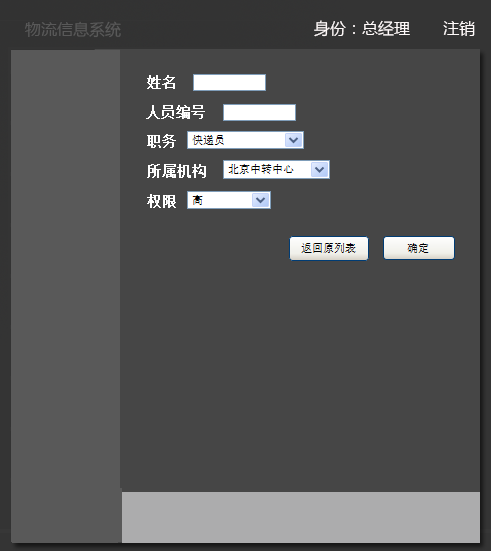 物流信息系统 身份：总经理 注销
姓名
人员编号
职务 快递员
所属机构 北京中转中心
权限 高
返回原列表 确定